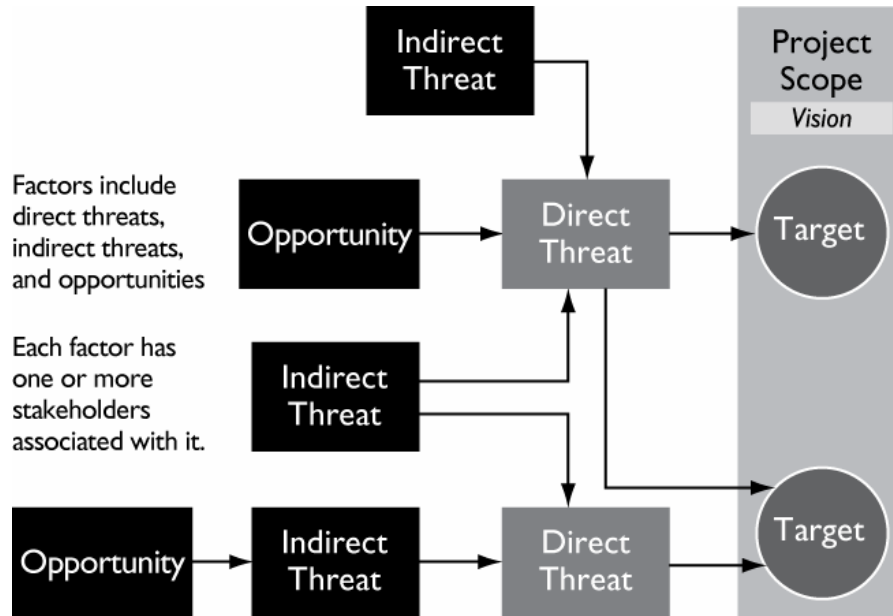 Indirect
Threat
Project
Scope
Vision
Factors include
direct threats,
indirect threats,
and opportunities
Opportunity
Direct
Threat
Target
Each factor has
one or more
stakeholders
associated with it.
Indirect
Threat
Opportunity
Indirect
Threat
Direct
Threat
Target